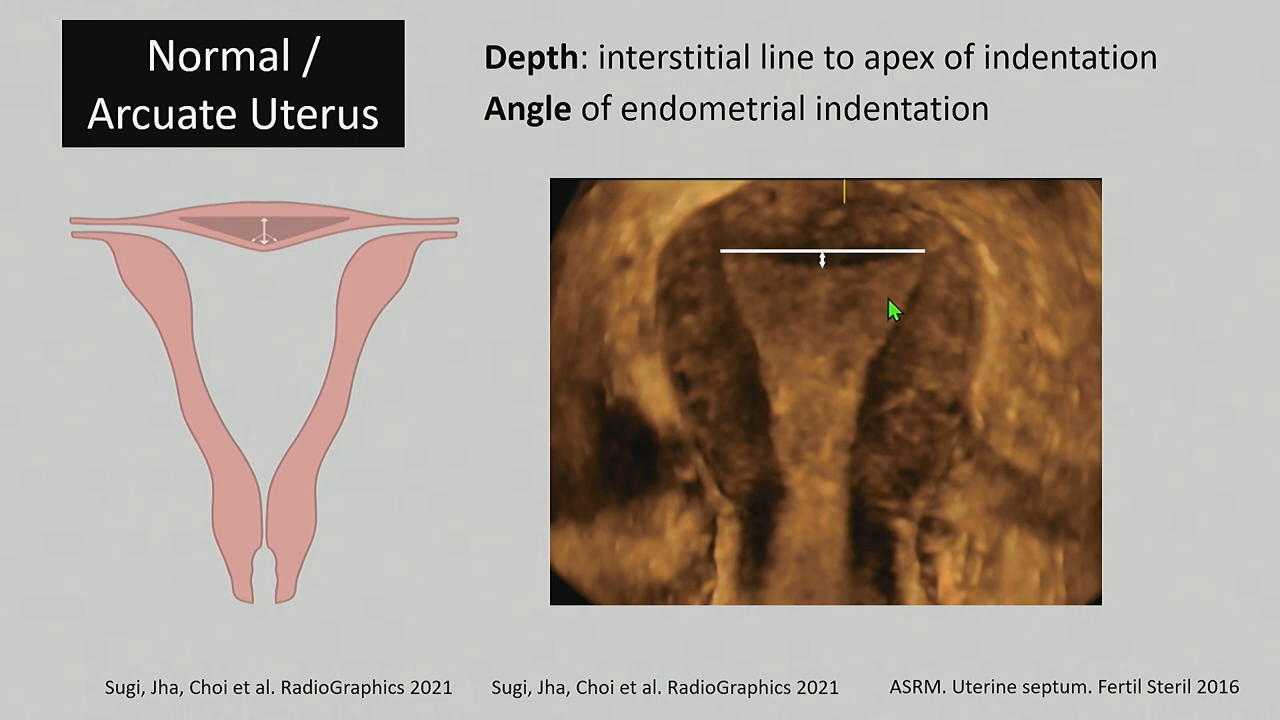 Normal /
Arcuate Uterus
Depth: interstitial line to apex of indentation
Angle of endometrial indentation
Sugi, Jha, Choi et al. RadioGraphics 2021
Sugi, Jha, Choi et al. RadioGraphics 2021
ASRM. Uterine septum. Fertil Steril 2016